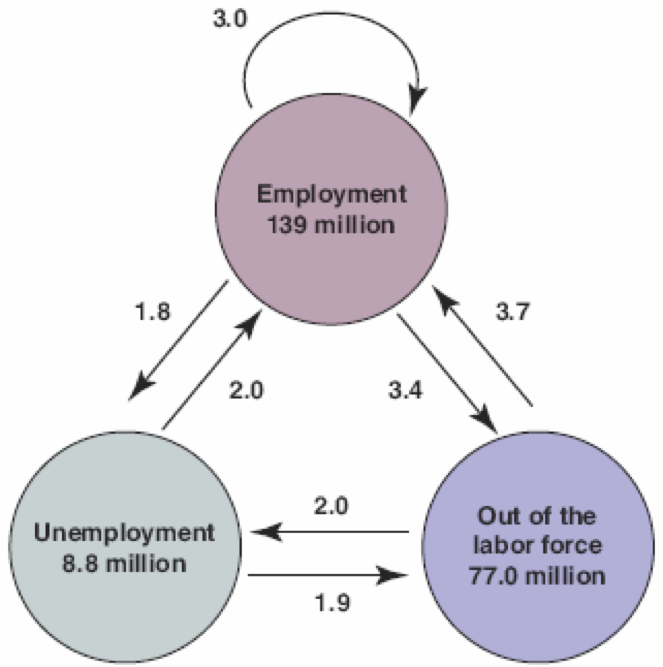 3.0
Employment
139 million
1.8
3.7
2.0
3.4
Unemployment
8.8 million
2.0
1.9
Out of the
labor force
77.0 million